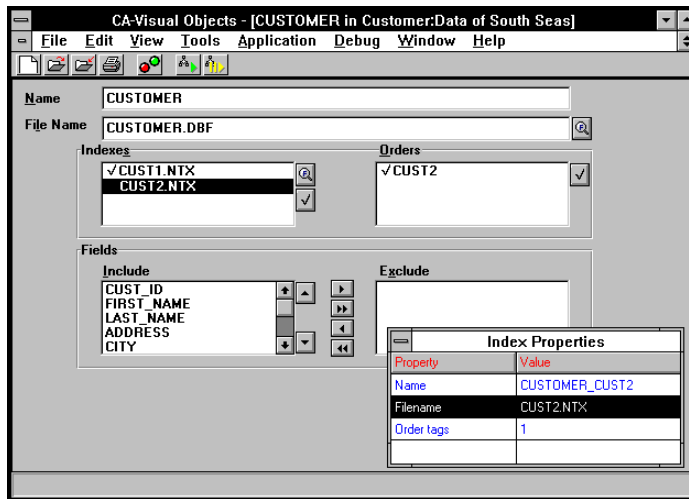 CA-Visual Objects - [CUSTOMER in Customer:Data of South Seas]
File Edit View Tools Application Debug Window Help
Name CUSTOMER
File Name CUSTOMER.DBF
Indexes
√CUST1.NTX
CUST2.NTX
Orders
√CUST2
Fields
Include
CUST_ID
FIRST_NAME
LAST_NAME
ADDRESS
CITY
Exclude
Index Properties
Property Value
Name CUSTOMER_CUST2
Filename CUST2.NTX
Order tags 1